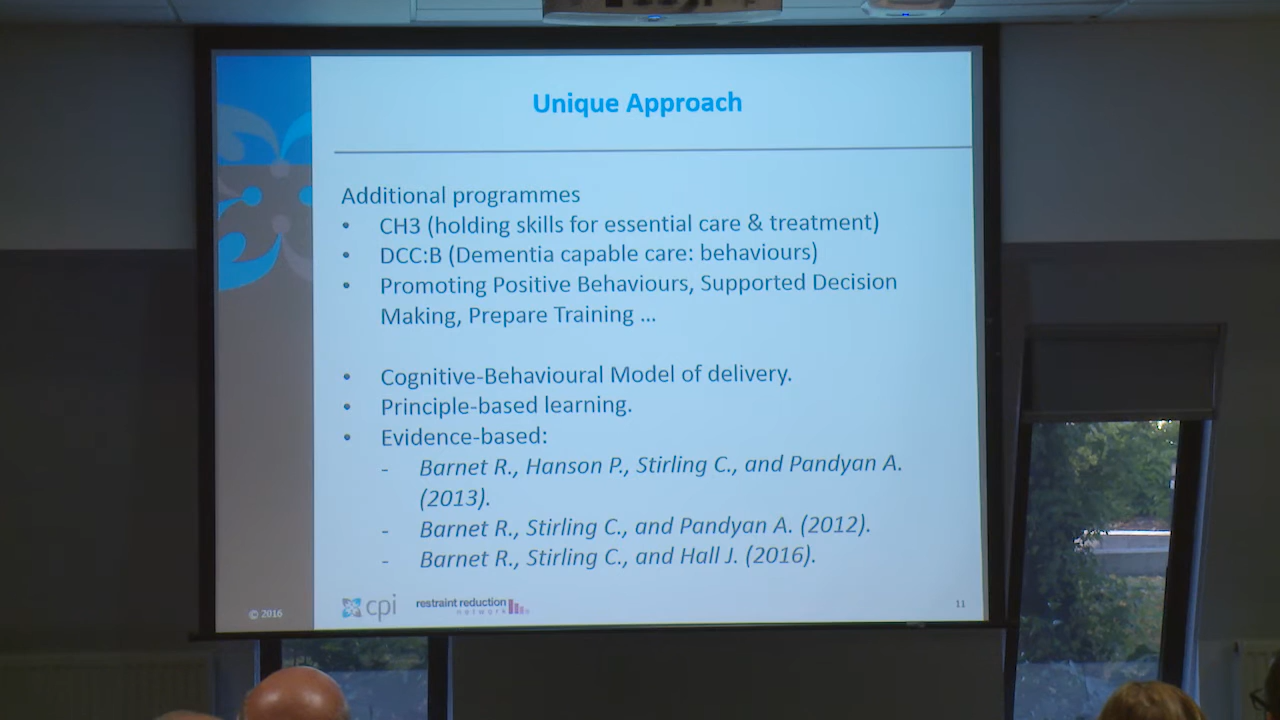 Unique Approach
Additional programmes
• CH3 (holding skills for essential care & treatment)
• DCC:B (Dementia capable care: behaviours)
• Promoting Positive Behaviours, Supported Decision
Making, Prepare Training ...
• Cognitive-Behavioural Model of delivery.
• Principle-based learning.
• Evidence-based:
- Barnet R., Hanson P., Stirling C., and Pandyan A.
(2013).
- Barnet R., Stirling C., and Pandyan A. (2012).
- Barnet R., Stirling C., and Hall J. (2016).
© 2016
cpi
restraint reduction
network
11